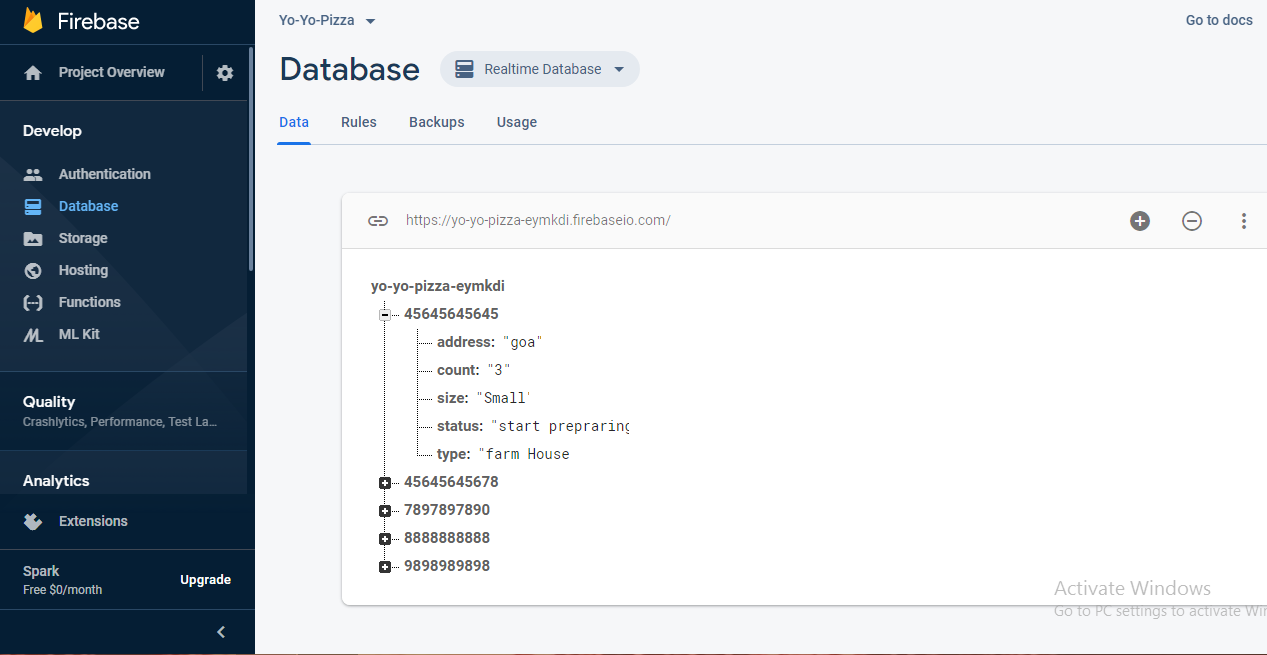 Firebase
Project Overview
Develop
Authentication
Database
Storage
Hosting
Functions
ML Kit
Quality
Crashlytics, Performance, Test La...
Analytics
Extensions
Spark
Free $0/month
Upgrade
Yo-Yo-Pizza
Go to docs
Database
Realtime Database
Data Rules Backups Usage
https://yo-yo-pizza-eymkdi.firebaseio.com/
yo-yo-pizza-eymkdi
45645645645
address: "goa"
count: "3"
size: "Small'
status: "start prepraring
type: "farm House
45645645678
7897897890
8888888888
9898989898
Activate Windows
Go to PC settings to activate Win